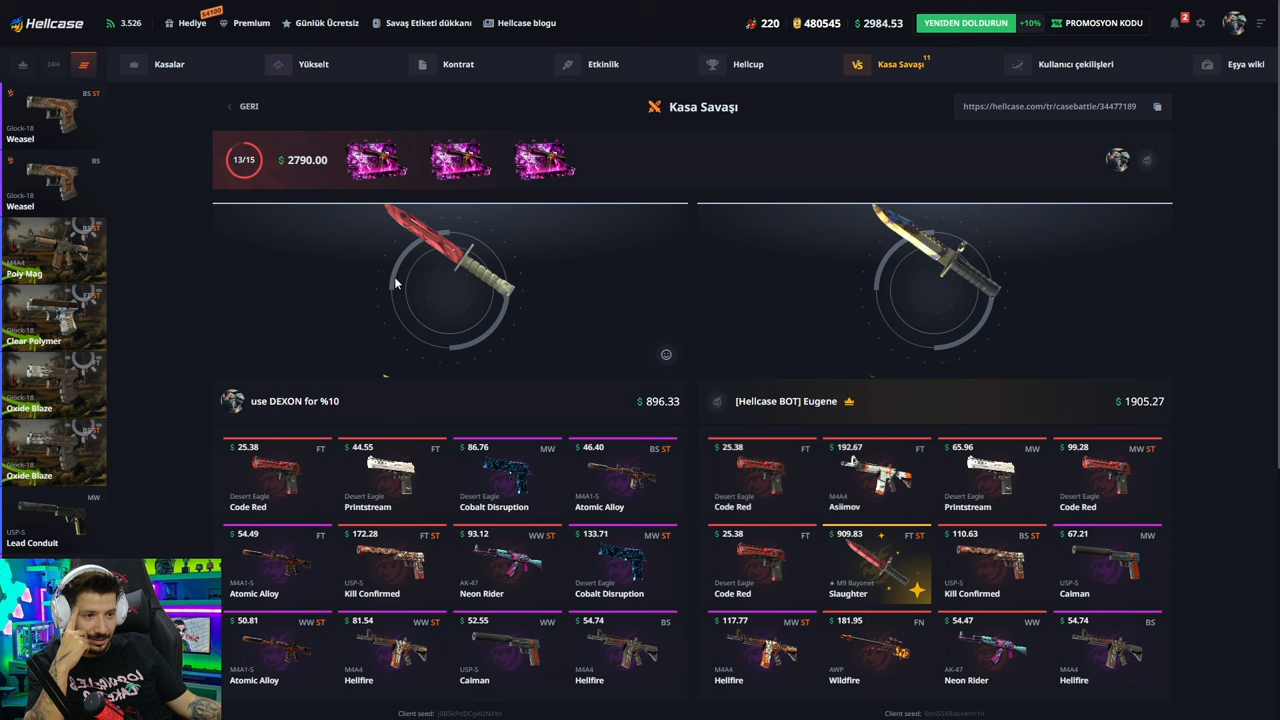 Hellcase
3.526
Hediye
$4100
Premium
Günlük Ücretsiz
Savaş Etiketi dükkanı
Hellcase blogu
220
480545
$ 2984.53
YENİDEN DOLDURUN
+10%
PROMOSYON KODU
2
24H
Kasalar
Yükselt
Kontrat
Etkinlik
Hellcup
VS
Kasa Savaşı
11
Kullanıcı çekilişleri
Eşya wiki
BS ST
Glock-18
Weasel
BS
Glock-18
Weasel
BS ST
M4A4
Poly Mag
FT ST
Clear Polymer
FT
Oxide Blaze
BS ST
Glock-18
Oxide Blaze
MW
USP-S
Lead Conduit
GERİ
Kasa Savaşı
https://hellcase.com/tr/casebattle/34477189
13/15
$ 2790.00
use DEXON for %10
$ 896.33
[Hellcase BOT] Eugene
$ 1905.27
$ 25.38 FT
Desert Eagle
Code Red
$ 44.55 FT
Desert Eagle
Printstream
$ 86.76 MW
Desert Eagle
Cobalt Disruption
$ 46.40 BS ST
M4A1-S
Atomic Alloy
$ 54.49 FT
M4A1-S
Atomic Alloy
$ 172.28 FT ST
USP-S
Kill Confirmed
$ 93.12 WW ST
AK-47
Neon Rider
$ 133.71 MW ST
Desert Eagle
Cobalt Disruption
$ 50.81 WW ST
M4A1-S
Atomic Alloy
$ 81.54 WW ST
M4A4
Hellfire
$ 52.55 WW
USP-S
Caiman
$ 54.74 BS
M4A4
Hellfire
$ 25.38 FT
Desert Eagle
Code Red
$ 192.67 FT
M4A4
Asiimov
$ 65.96 MW
Desert Eagle
Printstream
$ 99.28 MW ST
Desert Eagle
Code Red
$ 25.38 FT
Desert Eagle
Code Red
$ 909.83 FT ST
★ M9 Bayonet
Slaughter
$ 110.63 BS ST
USP-S
Kill Confirmed
$ 67.21 MW
USP-S
Caiman
$ 117.77 MW ST
M4A4
Hellfire
$ 181.95 FN
AWP
Wildfire
$ 54.47 WW
AK-47
Neon Rider
$ 54.74 BS
M4A4
Hellfire
Client seed:
Client seed: